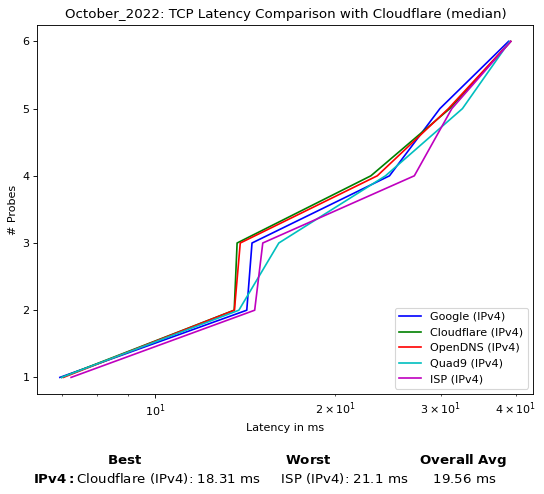 October_2022: TCP Latency Comparison with Cloudflare (median)
6
5
4
3
2
1
# Probes
10¹
2 × 10¹
3 × 10¹
4 × 10¹
Latency in ms
Google (IPv4)
Cloudflare (IPv4)
OpenDNS (IPv4)
Quad9 (IPv4)
ISP (IPv4)
Best Worst Overall Avg
IPv4: Cloudflare (IPv4): 18.31 ms ISP (IPv4): 21.1 ms 19.56 ms